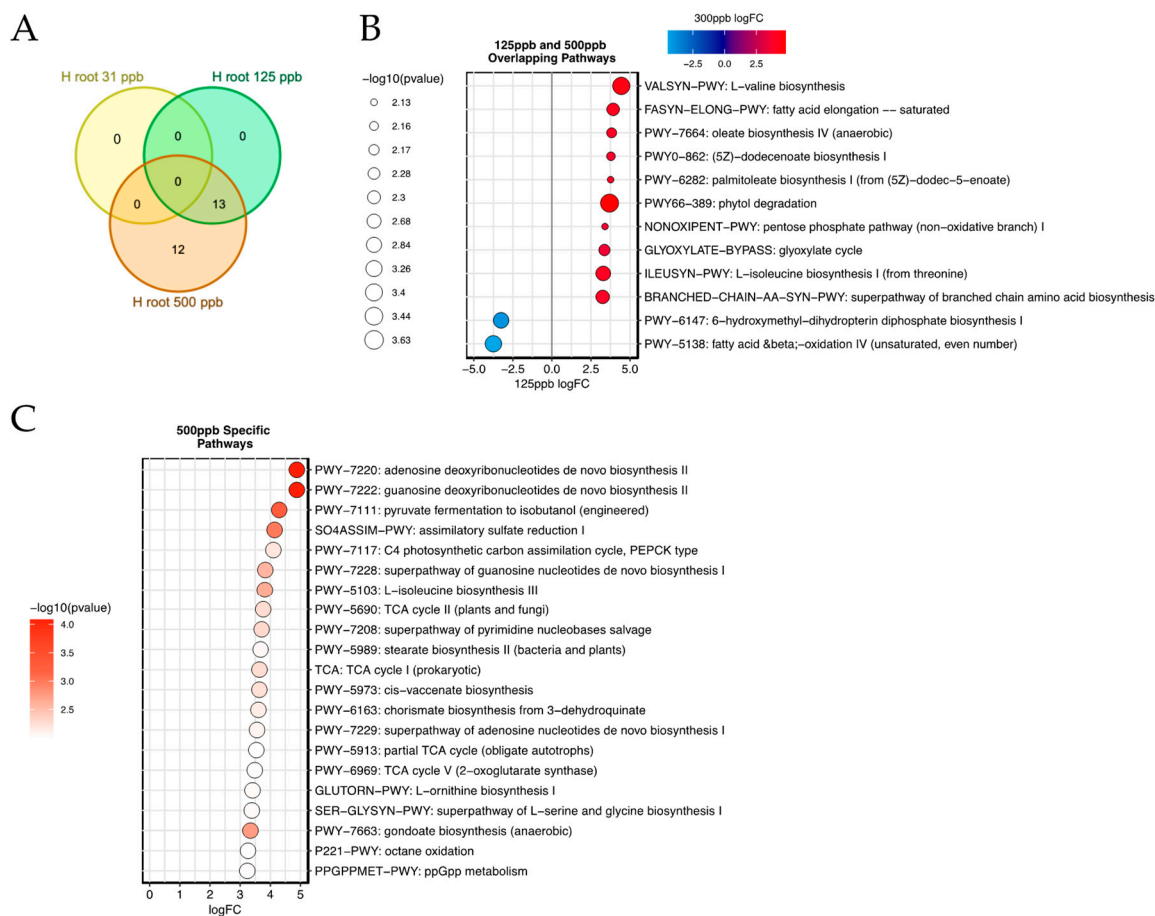 A
H root 31 ppb
H root 125 ppb
0
0
0
0
0
13
12
H root 500 ppb
B
125ppb and 500ppb
Overlapping Pathways
300ppb logFC
−2.5
0.0
2.5
−log10(pvalue)
2.13
2.16
2.17
2.28
2.3
2.68
2.84
3.26
3.4
3.44
3.63
VALSYN−PWY: L−valine biosynthesis
FASYN−ELONG−PWY: fatty acid elongation −− saturated
PWY−7664: oleate biosynthesis IV (anaerobic)
PWY0−862: (5Z)−dodecenoate biosynthesis I
PWY−6282: palmitoleate biosynthesis I (from (5Z)−dodec−5−enoate)
PWY66−389: phytol degradation
NONOXIPENT−PWY: pentose phosphate pathway (non−oxidative branch) I
GLYOXYLATE−BYPASS: glyoxylate cycle
ILEUSYN−PWY: L−isoleucine biosynthesis I (from threonine)
BRANCHED−CHAIN−AA−SYN−PWY: superpathway of branched chain amino acid biosynthesis
PWY−6147: 6−hydroxymethyl−dihydropterin diphosphate biosynthesis I
PWY−5138: fatty acid &beta;−oxidation IV (unsaturated, even number)
−5.0
−2.5
0.0
2.5
5.0
125ppb logFC
C
500ppb Specific
Pathways
−log10(pvalue)
4.0
3.5
3.0
2.5
PWY−7220: adenosine deoxyribonucleotides de novo biosynthesis II
PWY−7222: guanosine deoxyribonucleotides de novo biosynthesis II
PWY−7111: pyruvate fermentation to isobutanol (engineered)
SO4ASSIM−PWY: assimilatory sulfate reduction I
PWY−7117: C4 photosynthetic carbon assimilation cycle, PEPCK type
PWY−7228: superpathway of guanosine nucleotides de novo biosynthesis I
PWY−5103: L−isoleucine biosynthesis III
PWY−5690: TCA cycle II (plants and fungi)
PWY−7208: superpathway of pyrimidine nucleobases salvage
PWY−5989: stearate biosynthesis II (bacteria and plants)
TCA: TCA cycle I (prokaryotic)
PWY−5973: cis−vaccenate biosynthesis
PWY−6163: chorismate biosynthesis from 3−dehydroquinate
PWY−7229: superpathway of adenosine nucleotides de novo biosynthesis I
PWY−5913: partial TCA cycle (obligate autotrophs)
PWY−6969: TCA cycle V (2−oxoglutarate synthase)
GLUTORN−PWY: L−ornithine biosynthesis I
SER−GLYSYN−PWY: superpathway of L−serine and glycine biosynthesis I
PWY−7663: gondoate biosynthesis (anaerobic)
P221−PWY: octane oxidation
PPGPPMET−PWY: ppGpp metabolism
0
1
2
3
4
5
logFC